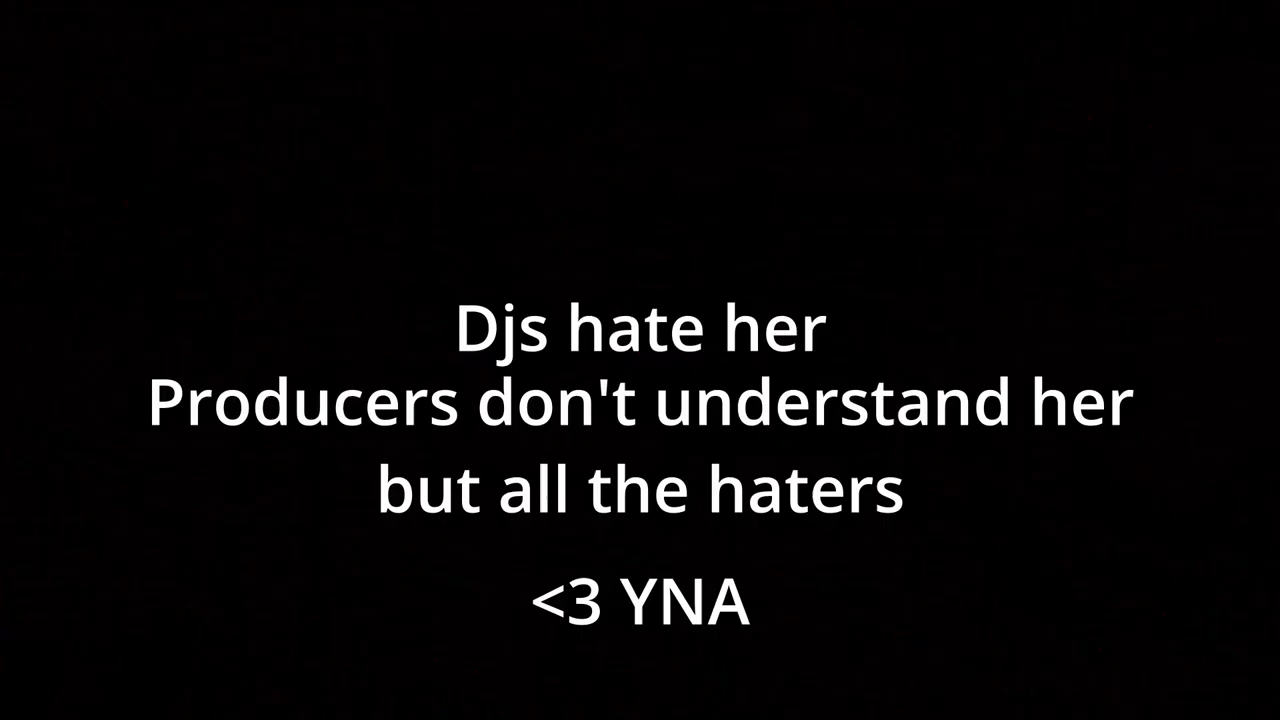 Djs hate her
Producers don't understand her
but all the haters
<3 YNA